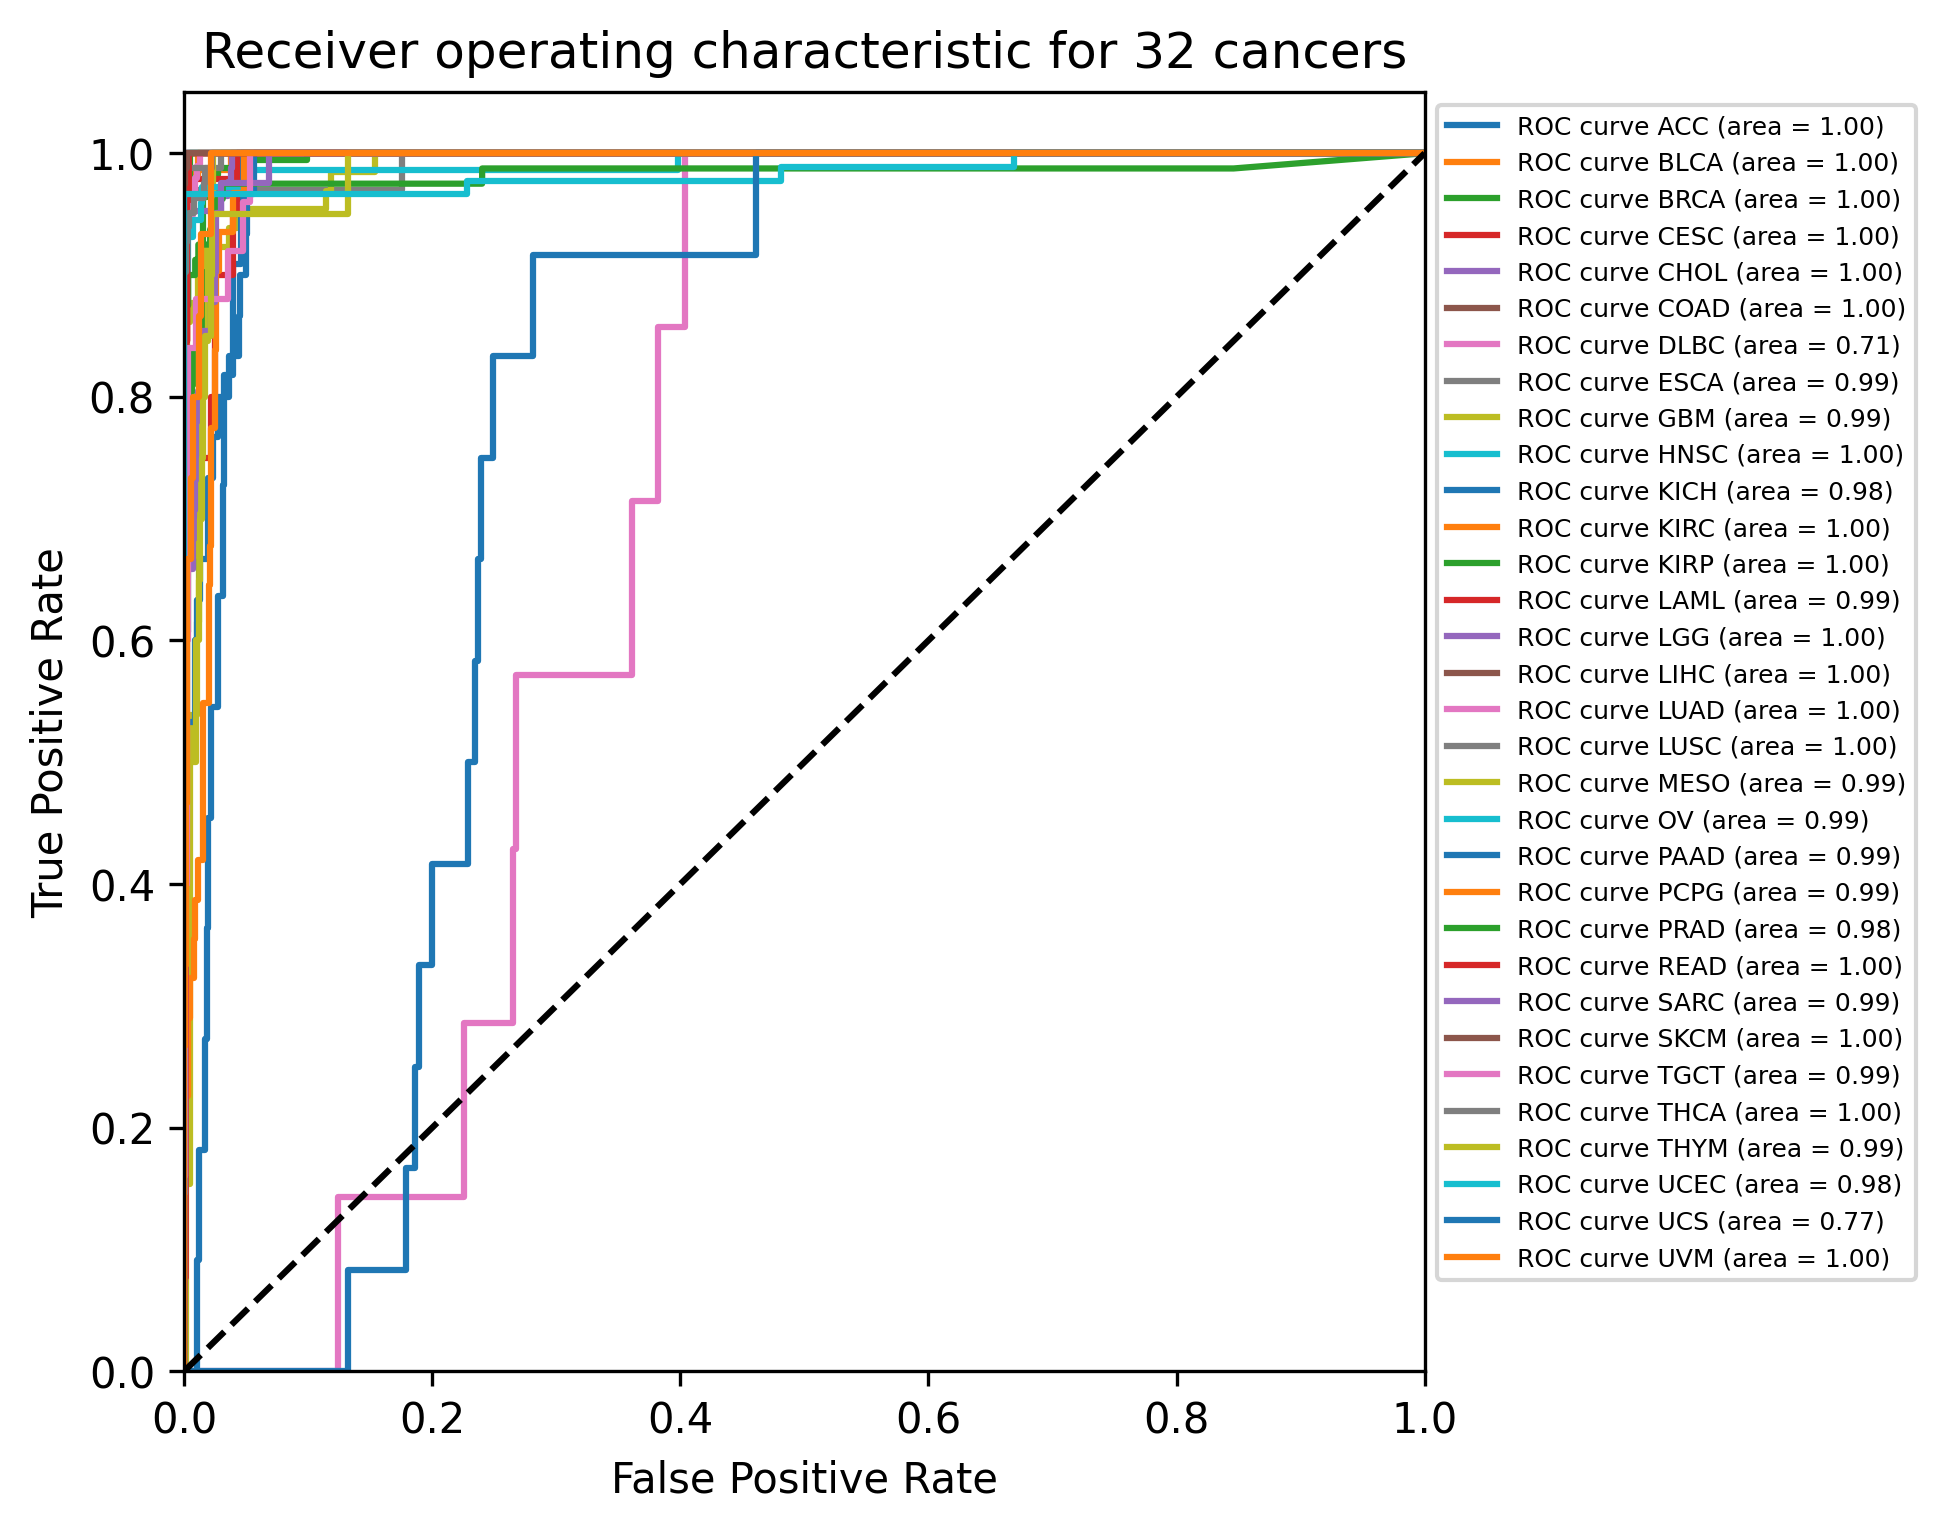 Receiver operating characteristic for 32 cancers
True Positive Rate
1.0
0.8
0.6
0.4
0.2
0.0
0.0 0.2 0.4 0.6 0.8 1.0
False Positive Rate
ROC curve ACC (area = 1.00)
ROC curve BLCA (area = 1.00)
ROC curve BRCA (area = 1.00)
ROC curve CESC (area = 1.00)
ROC curve CHOL (area = 1.00)
ROC curve COAD (area = 1.00)
ROC curve DLBC (area = 0.71)
ROC curve ESCA (area = 0.99)
ROC curve GBM (area = 0.99)
ROC curve HNSC (area = 1.00)
ROC curve KICH (area = 0.98)
ROC curve KIRC (area = 1.00)
ROC curve KIRP (area = 1.00)
ROC curve LAML (area = 0.99)
ROC curve LGG (area = 1.00)
ROC curve LIHC (area = 1.00)
ROC curve LUAD (area = 1.00)
ROC curve LUSC (area = 1.00)
ROC curve MESO (area = 0.99)
ROC curve OV (area = 0.99)
ROC curve PAAD (area = 0.99)
ROC curve PCPG (area = 0.99)
ROC curve PRAD (area = 0.98)
ROC curve READ (area = 1.00)
ROC curve SARC (area = 0.99)
ROC curve SKCM (area = 1.00)
ROC curve TGCT (area = 0.99)
ROC curve THCA (area = 1.00)
ROC curve THYM (area = 0.99)
ROC curve UCEC (area = 0.98)
ROC curve UCS (area = 0.77)
ROC curve UVM (area = 1.00)